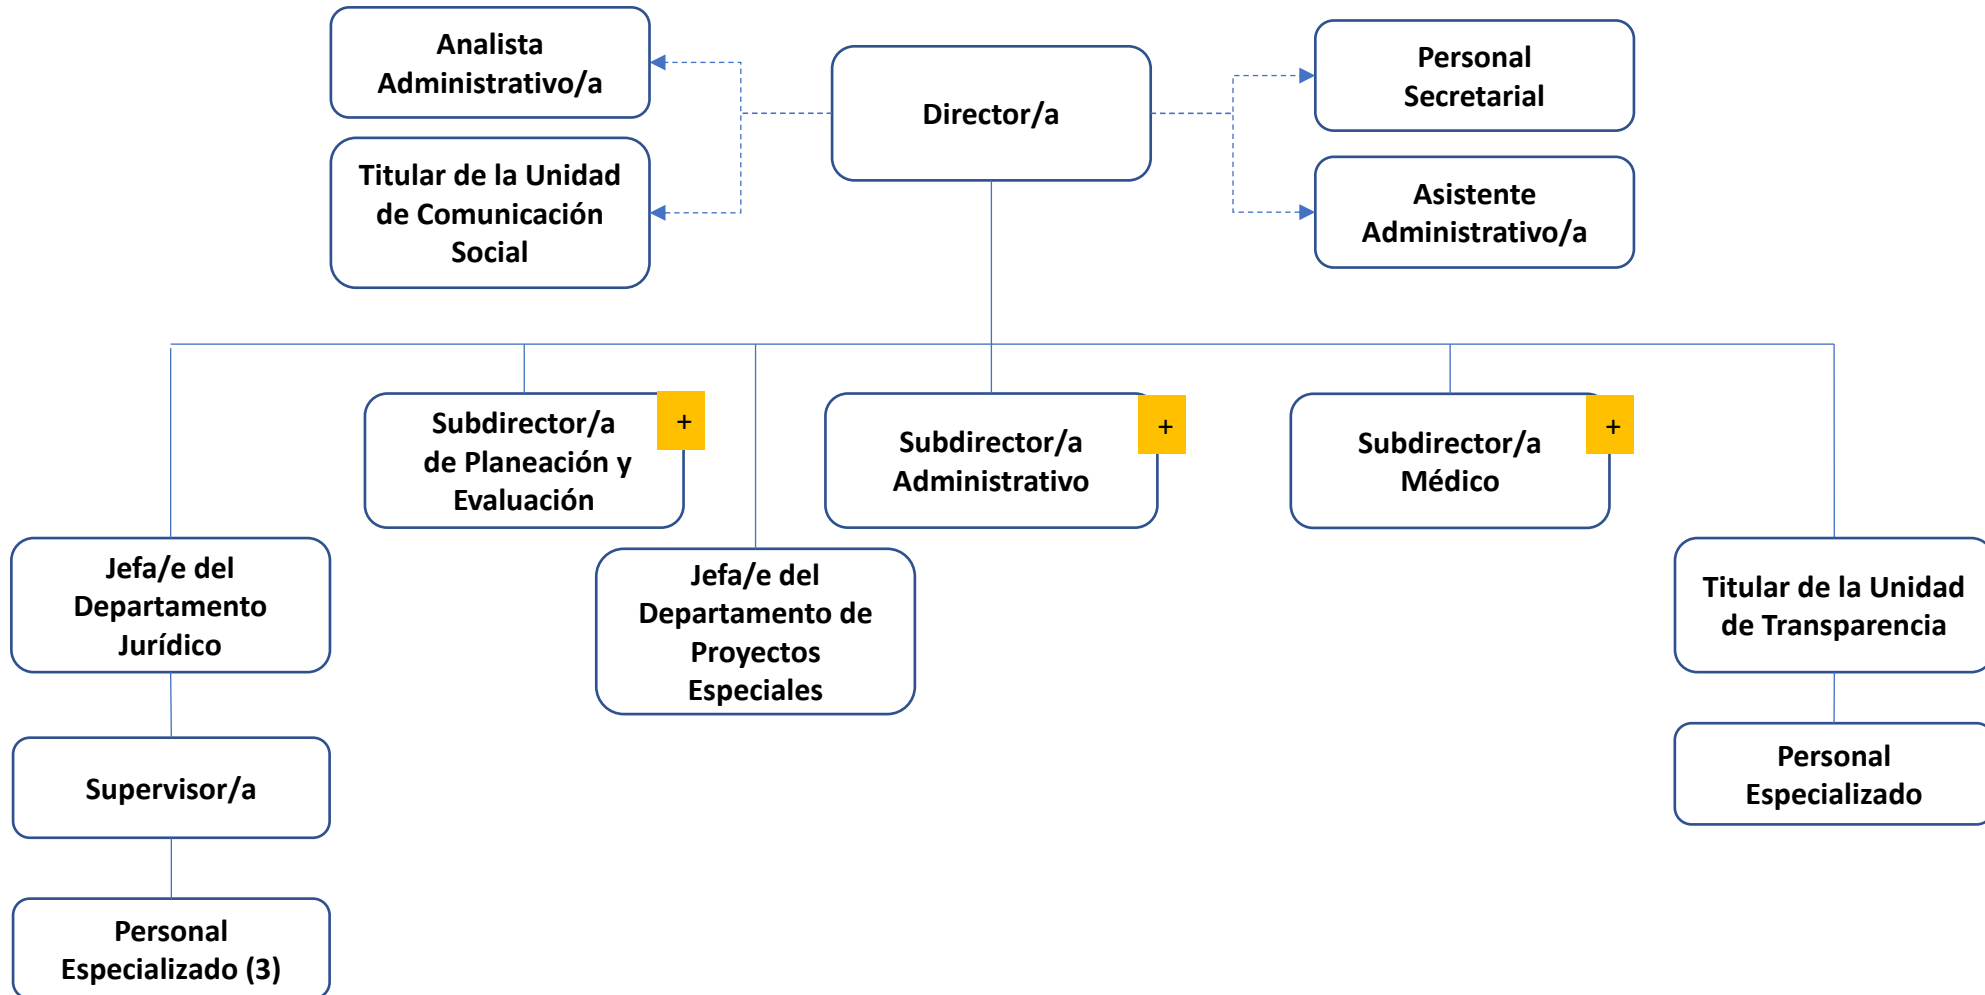 Analista
Administrativo/a
Director/a
Personal
Secretarial
Titular de la Unidad
de Comunicación
Social
Asistente
Administrativo/a
Subdirector/a
de Planeación y
Evaluación
+
Subdirector/a
Administrativo
+
Subdirector/a
Médico
+
Jefa/e del
Departamento
Jurídico
Jefa/e del
Departamento de
Proyectos
Especiales
Titular de la Unidad
de Transparencia
Supervisor/a
Personal
Especializado
Personal
Especializado (3)